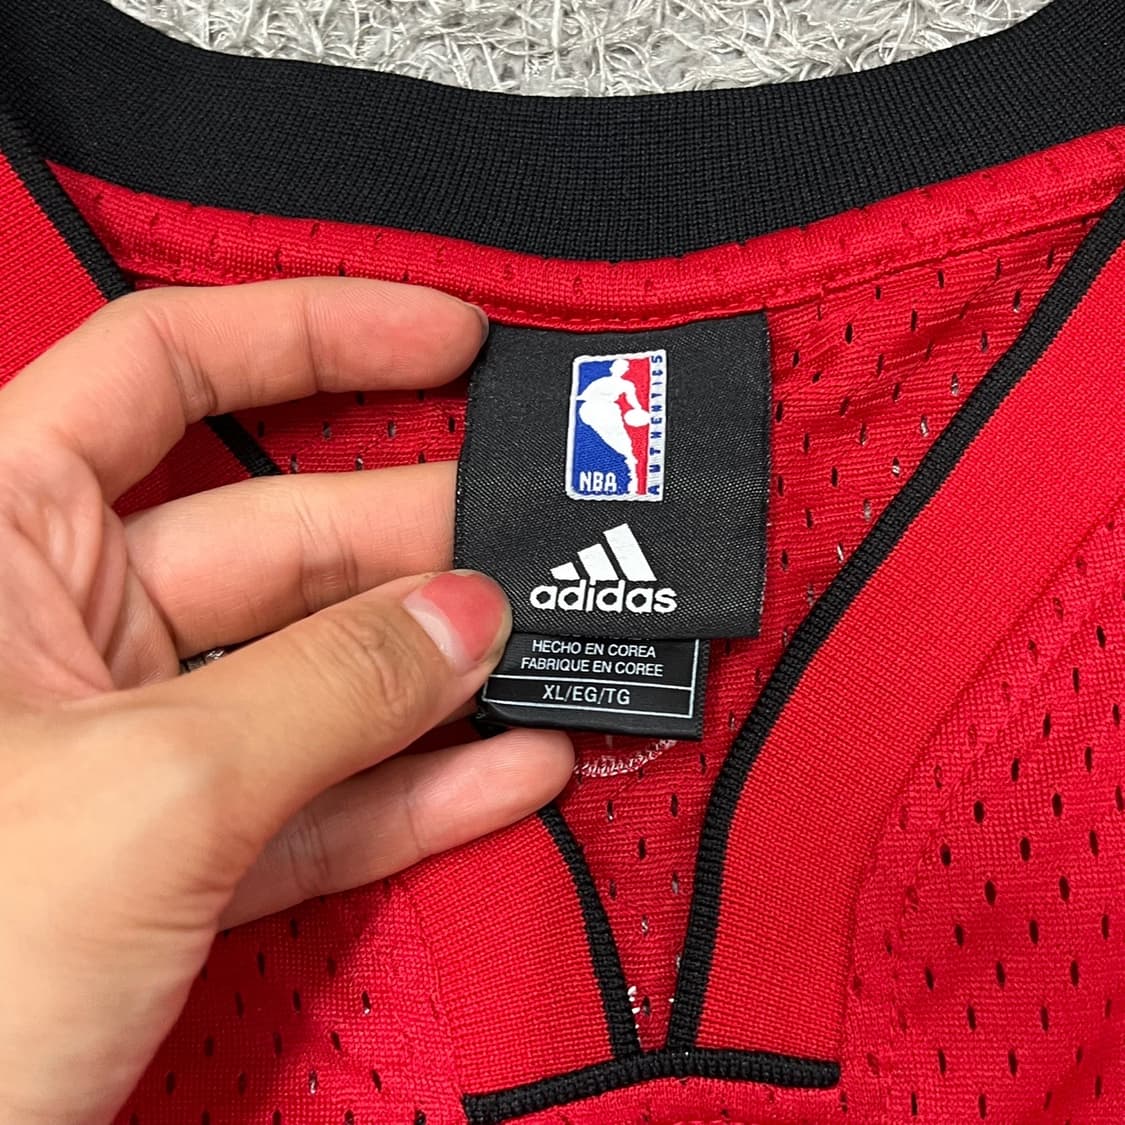 NBA
AUTHENTICS
adidas
HECHO EN COREA
FABRIQUE EN COREE
XL/EG/TG